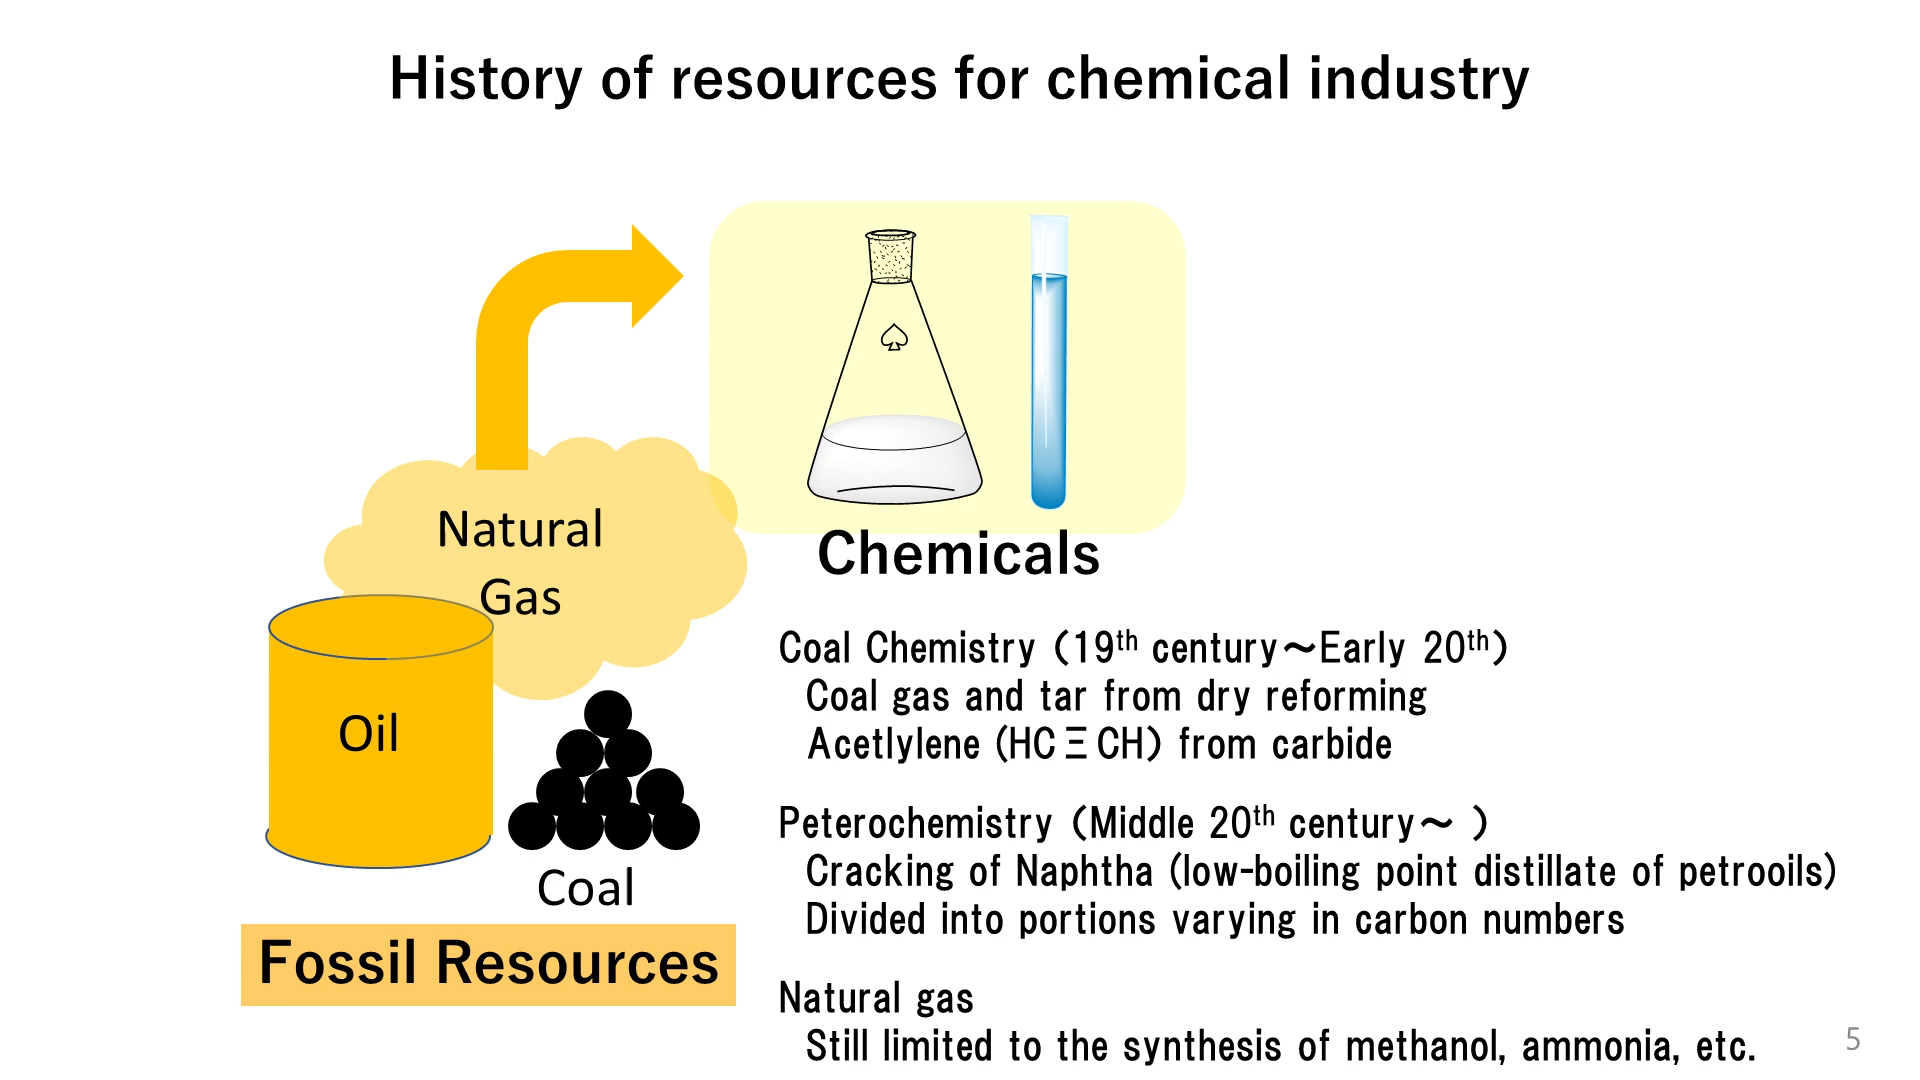 History of resources for chemical industry
Natural
Gas
Oil
Coal
Fossil Resources
Chemicals
Coal Chemistry (19th century～Early 20th)
Coal gas and tar from dry reforming
Acetlylene (HCΞCH) from carbide
Peterochemistry (Middle 20th century～ )
Cracking of Naphtha (low-boiling point distillate of petrooils)
Divided into portions varying in carbon numbers
Natural gas
Still limited to the synthesis of methanol, ammonia, etc.
5